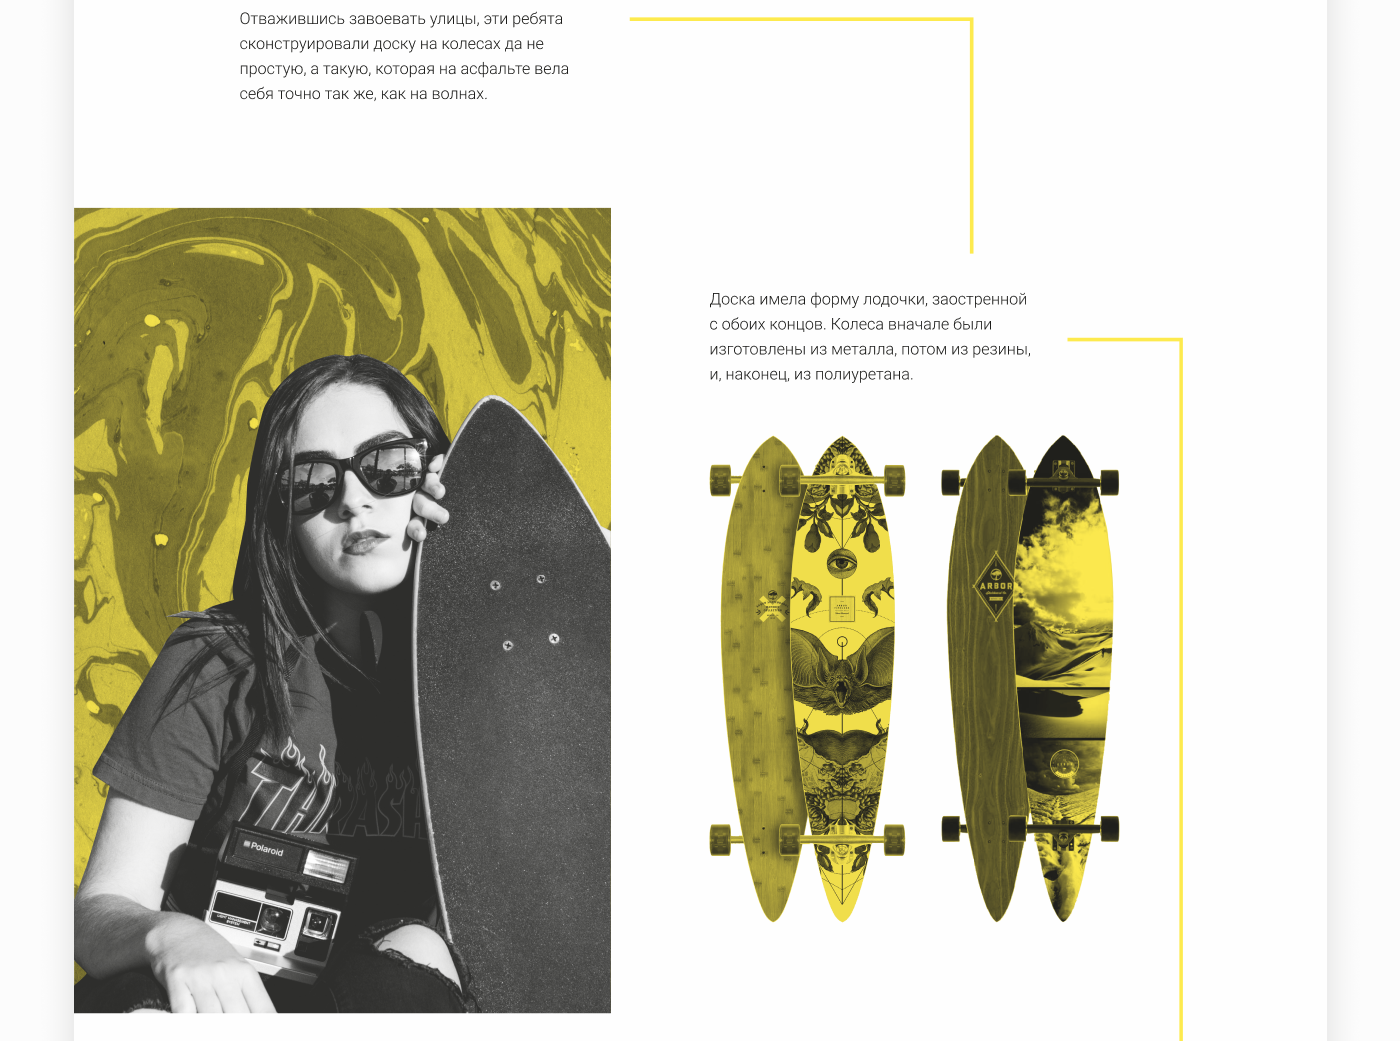 Отважившись завоевать улицы, эти ребята
сконструировали доску на колесах да не
простую, а такую, которая на асфальте вела
себя точно так же, как на волнах.
Доска имела форму лодочки, заостренной
с обоих концов. Колеса вначале были
изготовлены из металла, потом из резины,
и, наконец, из полиуретана.
ARBOR
THRASH
Polaroid